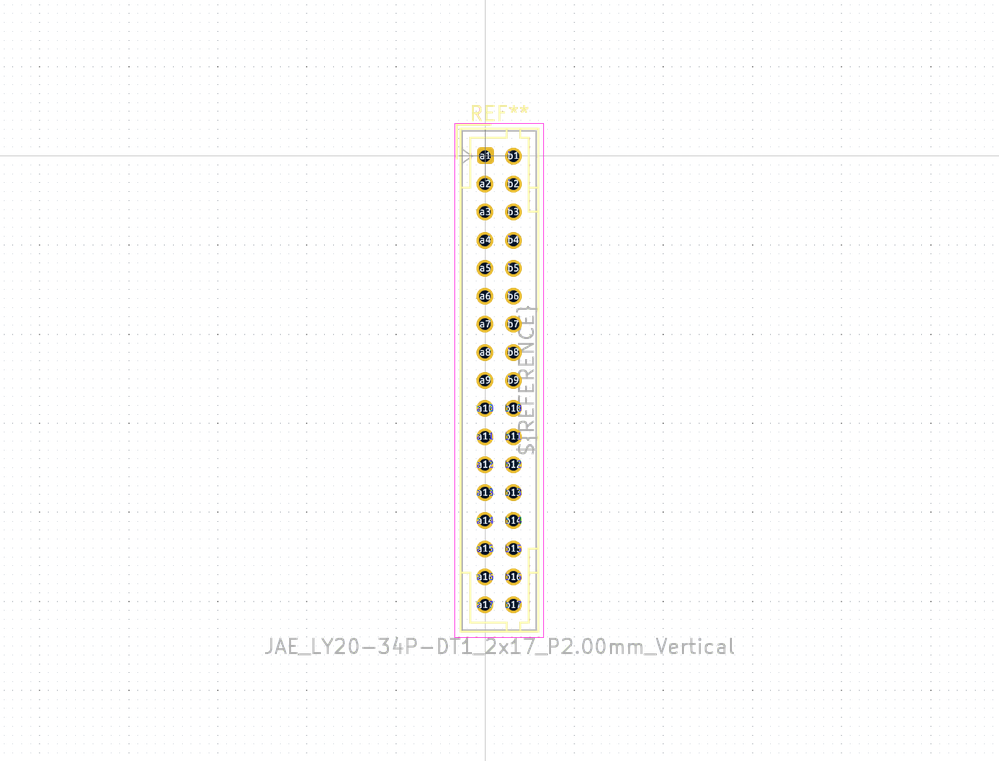 REF**
a1 b1
a2 b2
a3 b3
a4 b4
a5 b5
a6 b6
a7 b7
a8 b8
a9 b9
a10 b10
a11 b11
a12 b12
a13 b13
a14 b14
a15 b15
a16 b16
a17 b17
${REFERENCE}
JAE_LY20-34P-DT1_2x17_P2.00mm_Vertical